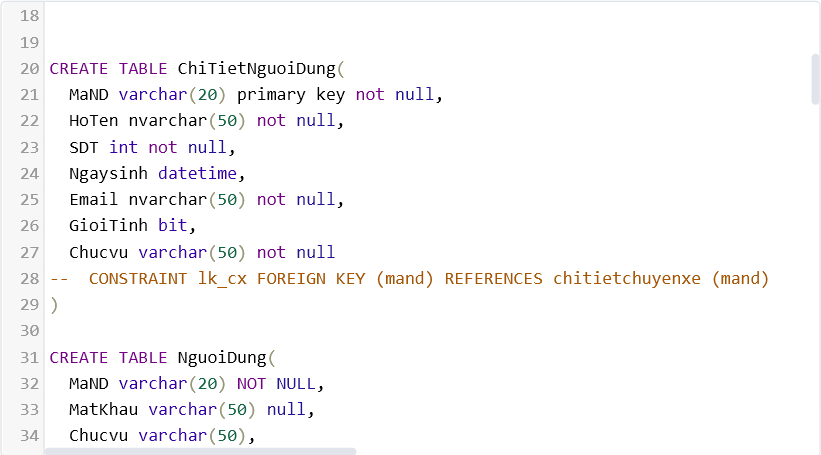 18
19
20 CREATE TABLE ChiTietNguoiDung(
21 MaND varchar(20) primary key not null,
22 HoTen nvarchar(50) not null,
23 SDT int not null,
24 Ngaysinh datetime,
25 Email nvarchar(50) not null,
26 GioiTinh bit,
27 Chucvu varchar(50) not null
28 -- CONSTRAINT lk_cx FOREIGN KEY (mand) REFERENCES chitietchuyenxe (mand)
29 )
30
31 CREATE TABLE NguoiDung(
32 MaND varchar(20) NOT NULL,
33 MatKhau varchar(50) null,
34 Chucvu varchar(50),